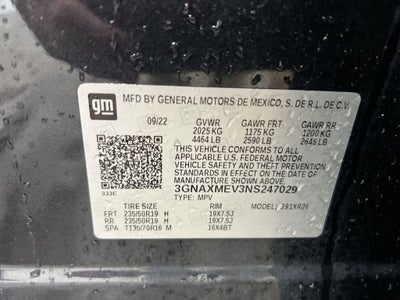 gm
MFD BY GENERAL MOTORS DE MEXICO, S. DE R.L. DE C.V.
09/22 GVWR GAWR FRT GAWR RR
2025 KG 1175 KG 1200 KG
4464 LB 2590 LB 2645 LB
THIS VEHICLE CONFORMS TO ALL
APPLICABLE U.S. FEDERAL MOTOR
VEHICLE SAFETY AND THEFT PREVENTION
STANDARDS IN EFFECT ON THE DATE OF
MANUFACTURE SHOWN ABOVE.
3GNAXMEV3NS247029
333E TYPE: MPV MODEL: 1XR26
TIRE SIZE RIM
FRT 235/50R19 H 19X7.5J
RR 235/50R19 H 19X7.5J
SPA T135/70R16 M 16X4BT